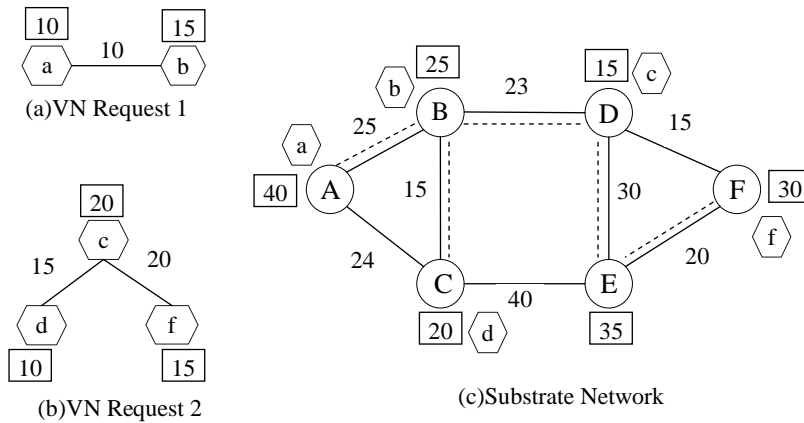 10
15
10
a
b
(a)VN Request 1
20
c
15
20
d
f
10
15
(b)VN Request 2
25
15
b
c
23
B
D
25
15
a
40
A
15
30
F
30
f
24
20
C
40
E
20
d
35
(c)Substrate Network